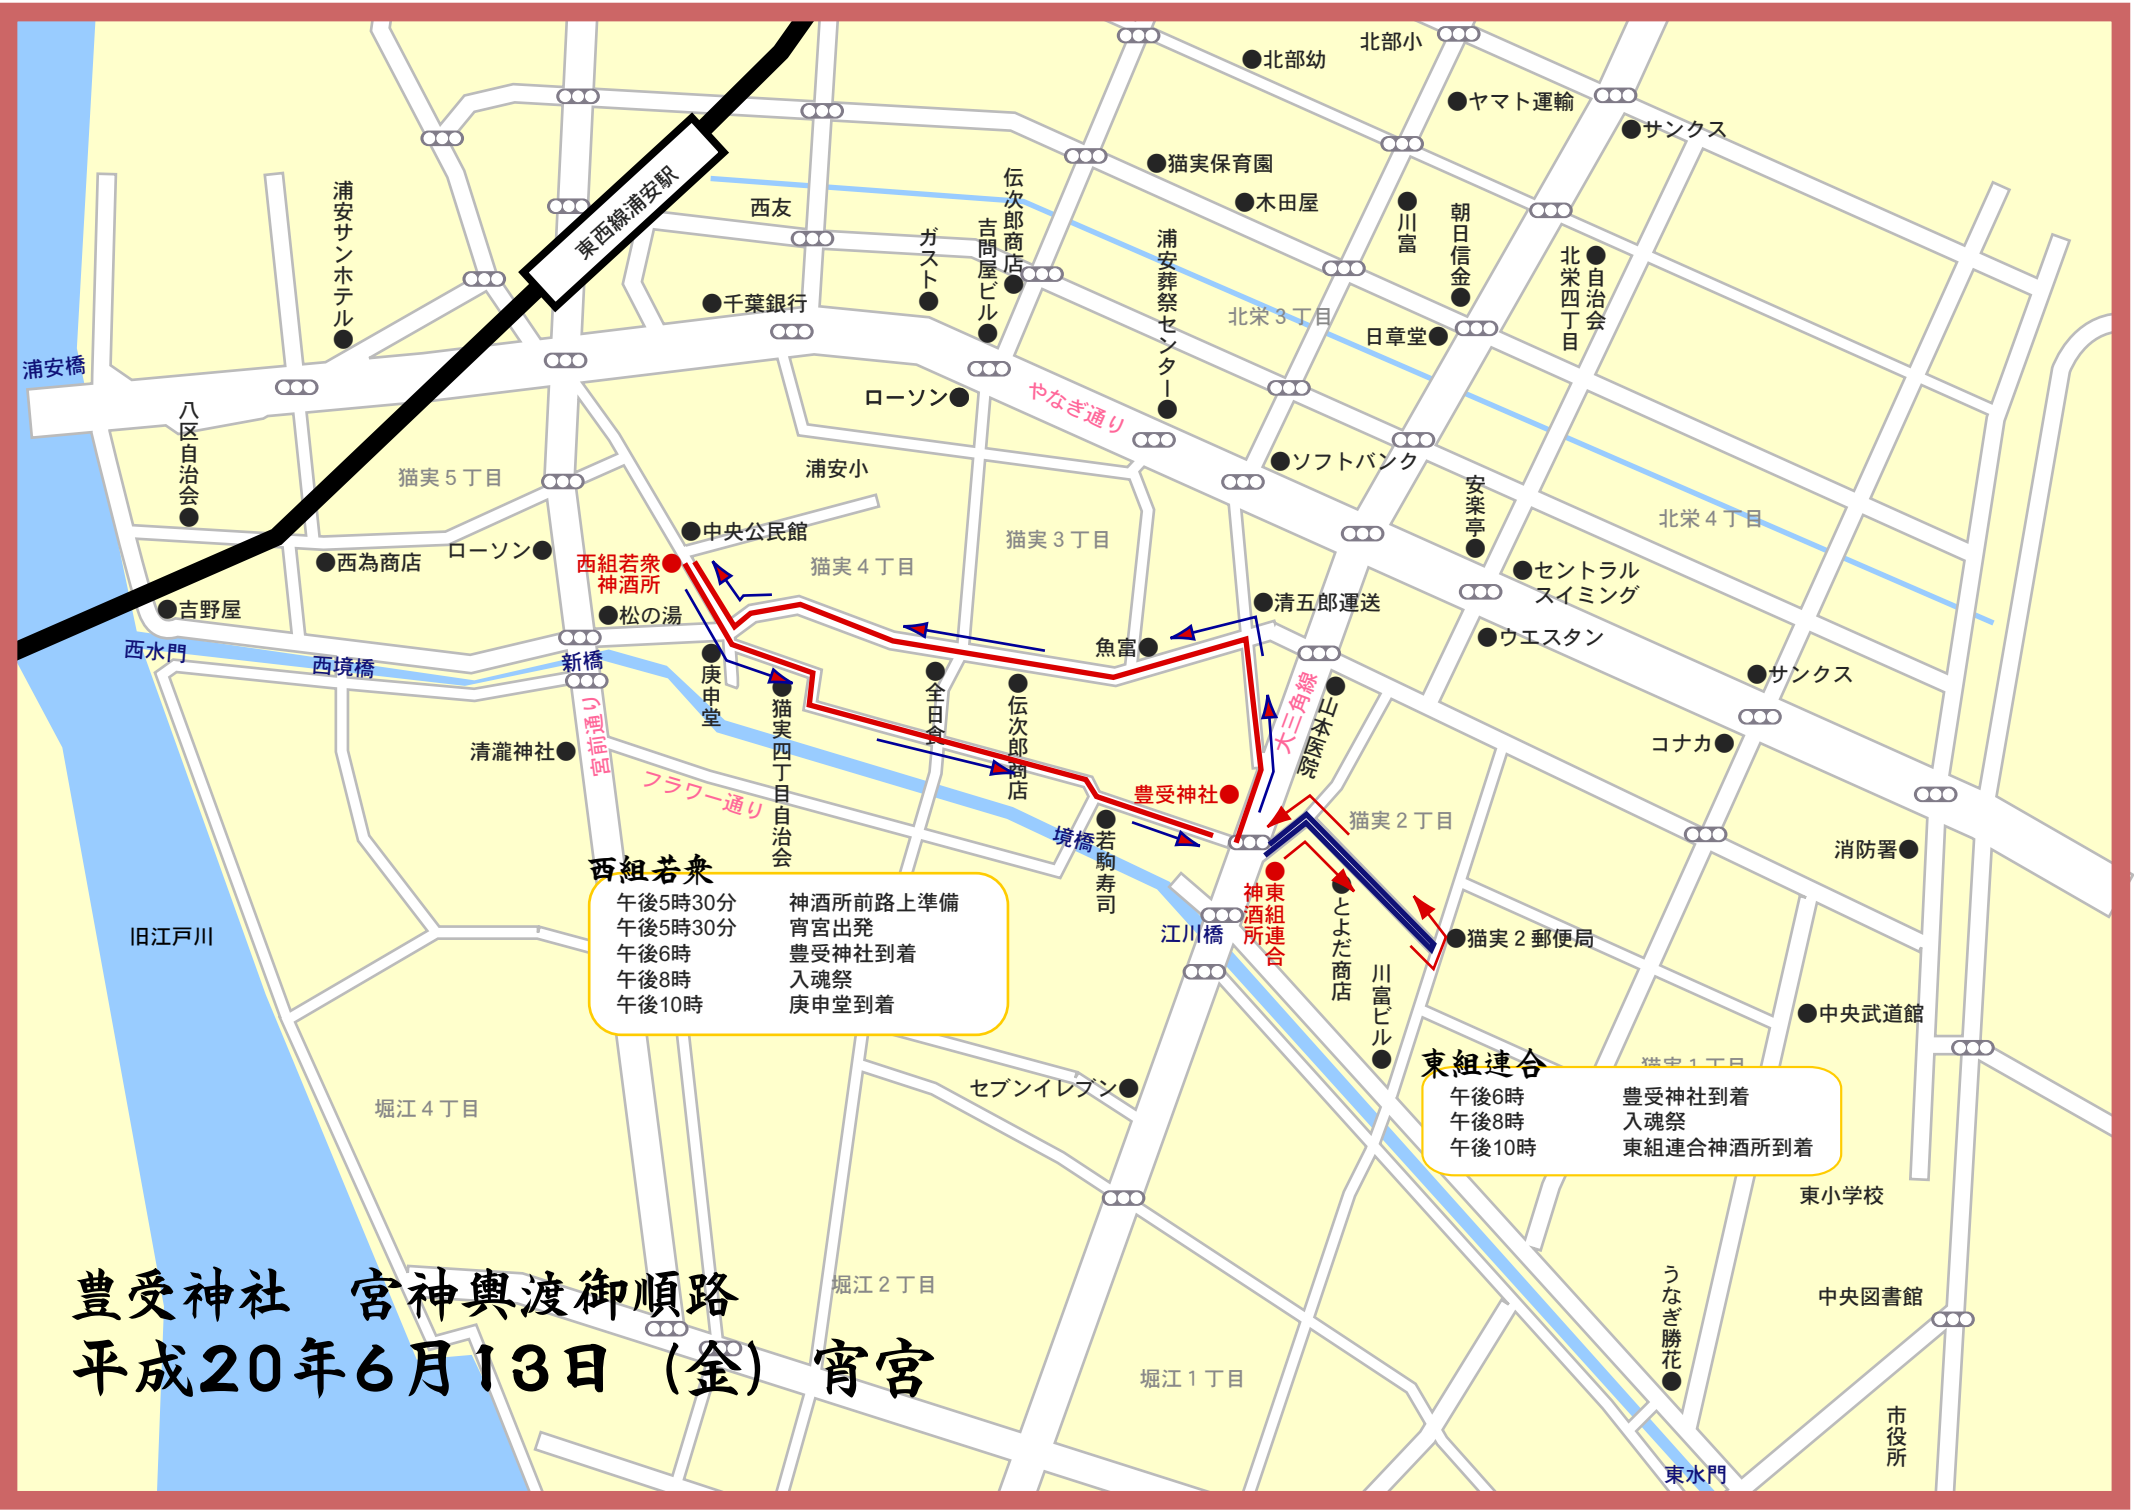 北部幼
北部小
ヤマト運輸
サンクス
猫実保育園
木田屋
川富
朝日信金
自治会
北栄四丁目
浦安サンホテル
東西線浦安駅
西友
ガスト
伝次郎商店
吉問屋ビル
浦安葬祭センター
千葉銀行
北栄3丁目
日章堂
浦安橋
ローソン
やなぎ通り
八区自治会
猫実5丁目
浦安小
ソフトバンク
安楽亭
北栄4丁目
中央公民館
猫実3丁目
猫実4丁目
西為商店
ローソン
西組若衆
神酒所
セントラル
スイミング
吉野屋
松の湯
清五郎運送
ウエスタン
西水門
西境橋
新橋
魚富
庚申堂
全日食
伝次郎商店
猫実四丁目自治会
大三角線
山本医院
サンクス
コナカ
清瀧神社
宮前通り
フラワー通り
豊受神社
猫実2丁目
境橋
若駒寿司
消防署
神酒所
東組連合
とよだ商店
猫実2郵便局
江川橋
川富ビル
中央武道館
旧江戸川
西組若衆
午後5時30分 神酒所前路上準備
午後5時30分 宵宮出発
午後6時 豊受神社到着
午後8時 入魂祭
午後10時 庚申堂到着
猫実1丁目
東組連合
午後6時 豊受神社到着
午後8時 入魂祭
午後10時 東組連合神酒所到着
セブンイレブン
堀江4丁目
東小学校
堀江2丁目
うなぎ勝花
中央図書館
堀江1丁目
市役所
東水門
豊受神社 宮神輿渡御順路
平成20年6月13日(金)宵宮